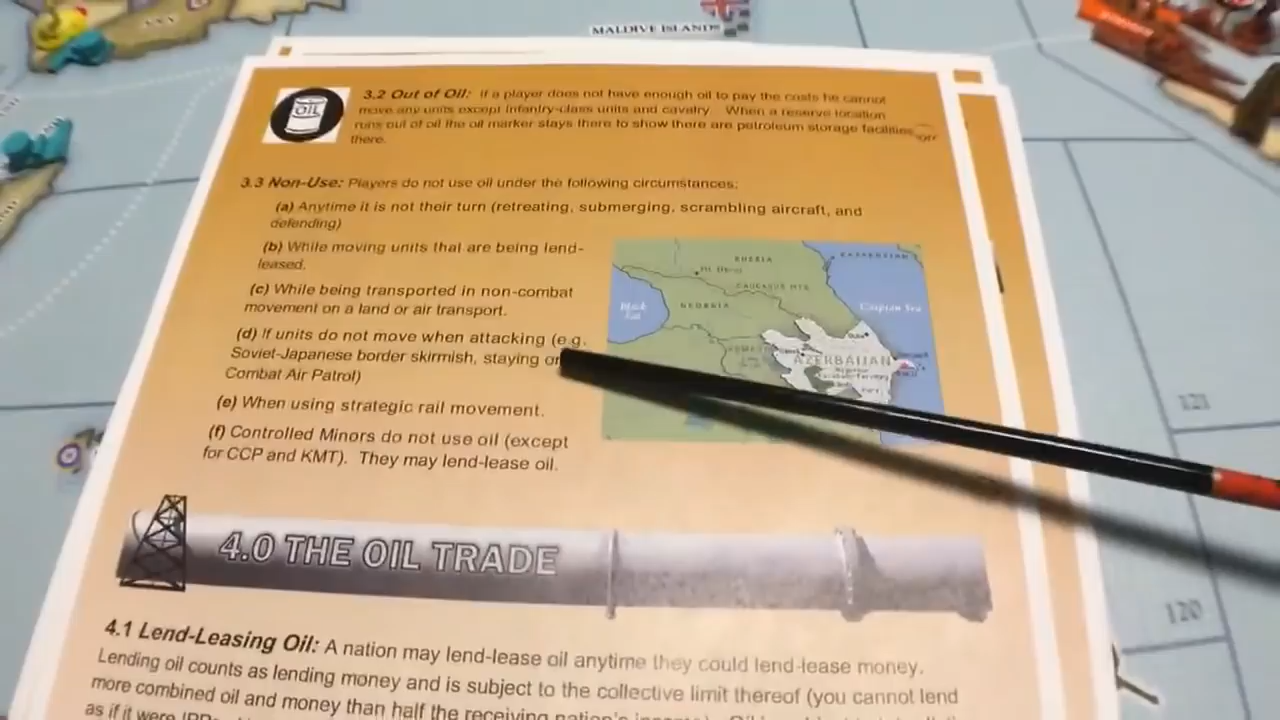 MALDIVE ISLANDS
OIL
3.2 Out of Oil: If a player does not have enough oil to pay the costs he cannot
move any units except infantry-class units and cavalry. When a reserve location
runs out of oil the oil marker stays there to show there are petroleum storage facilities
there.
3.3 Non-Use: Players do not use oil under the following circumstances:
(a) Anytime it is not their turn (retreating, submerging, scrambling aircraft, and
defending)
(b) While moving units that are being lend-
leased.
(c) While being transported in non-combat
movement on a land or air transport.
(d) If units do not move when attacking (e.g.
Soviet-Japanese border skirmish, staying on
Combat Air Patrol)
(e) When using strategic rail movement.
(f) Controlled Minors do not use oil (except
for CCP and KMT). They may lend-lease oil.
RUSSIA
CAUCASUS MTS.
GEORGIA
Black
Sea
Caspian Sea
AZERBAIJAN
121
120
4.0 THE OIL TRADE
4.1 Lend-Leasing Oil: A nation may lend-lease oil anytime they could lend-lease money.
Lending oil counts as lending money and is subject to the collective limit thereof (you cannot lend
more combined oil and money than half the receiving nation's
as if it were